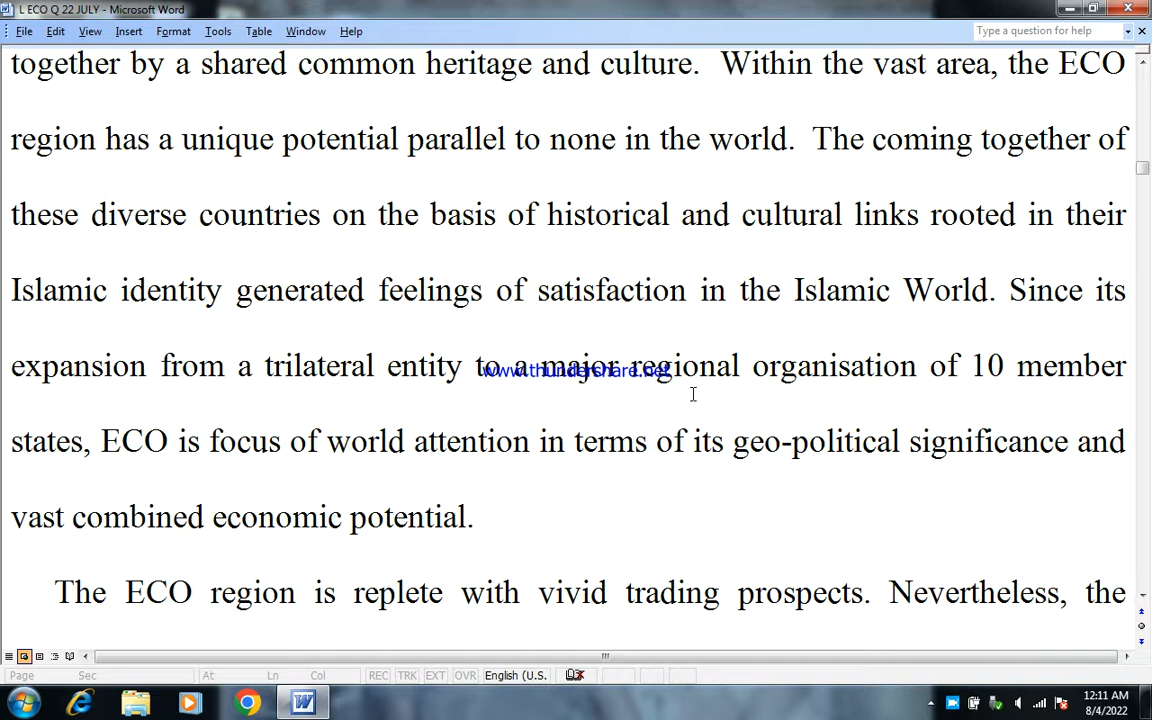 L ECO Q 22 JULY - Microsoft Word
File Edit View Insert Format Tools Table Window Help Type a question for help
together by a shared common heritage and culture. Within the vast area, the ECO
region has a unique potential parallel to none in the world. The coming together of
these diverse countries on the basis of historical and cultural links rooted in their
Islamic identity generated feelings of satisfaction in the Islamic World. Since its
expansion from a trilateral entity to a major regional organisation of 10 member
www.thundershare.net
states, ECO is focus of world attention in terms of its geo-political significance and
vast combined economic potential.
The ECO region is replete with vivid trading prospects. Nevertheless, the
Page Sec At Ln Col REC TRK EXT OVR English (U.S.
12:11 AM
8/4/2022